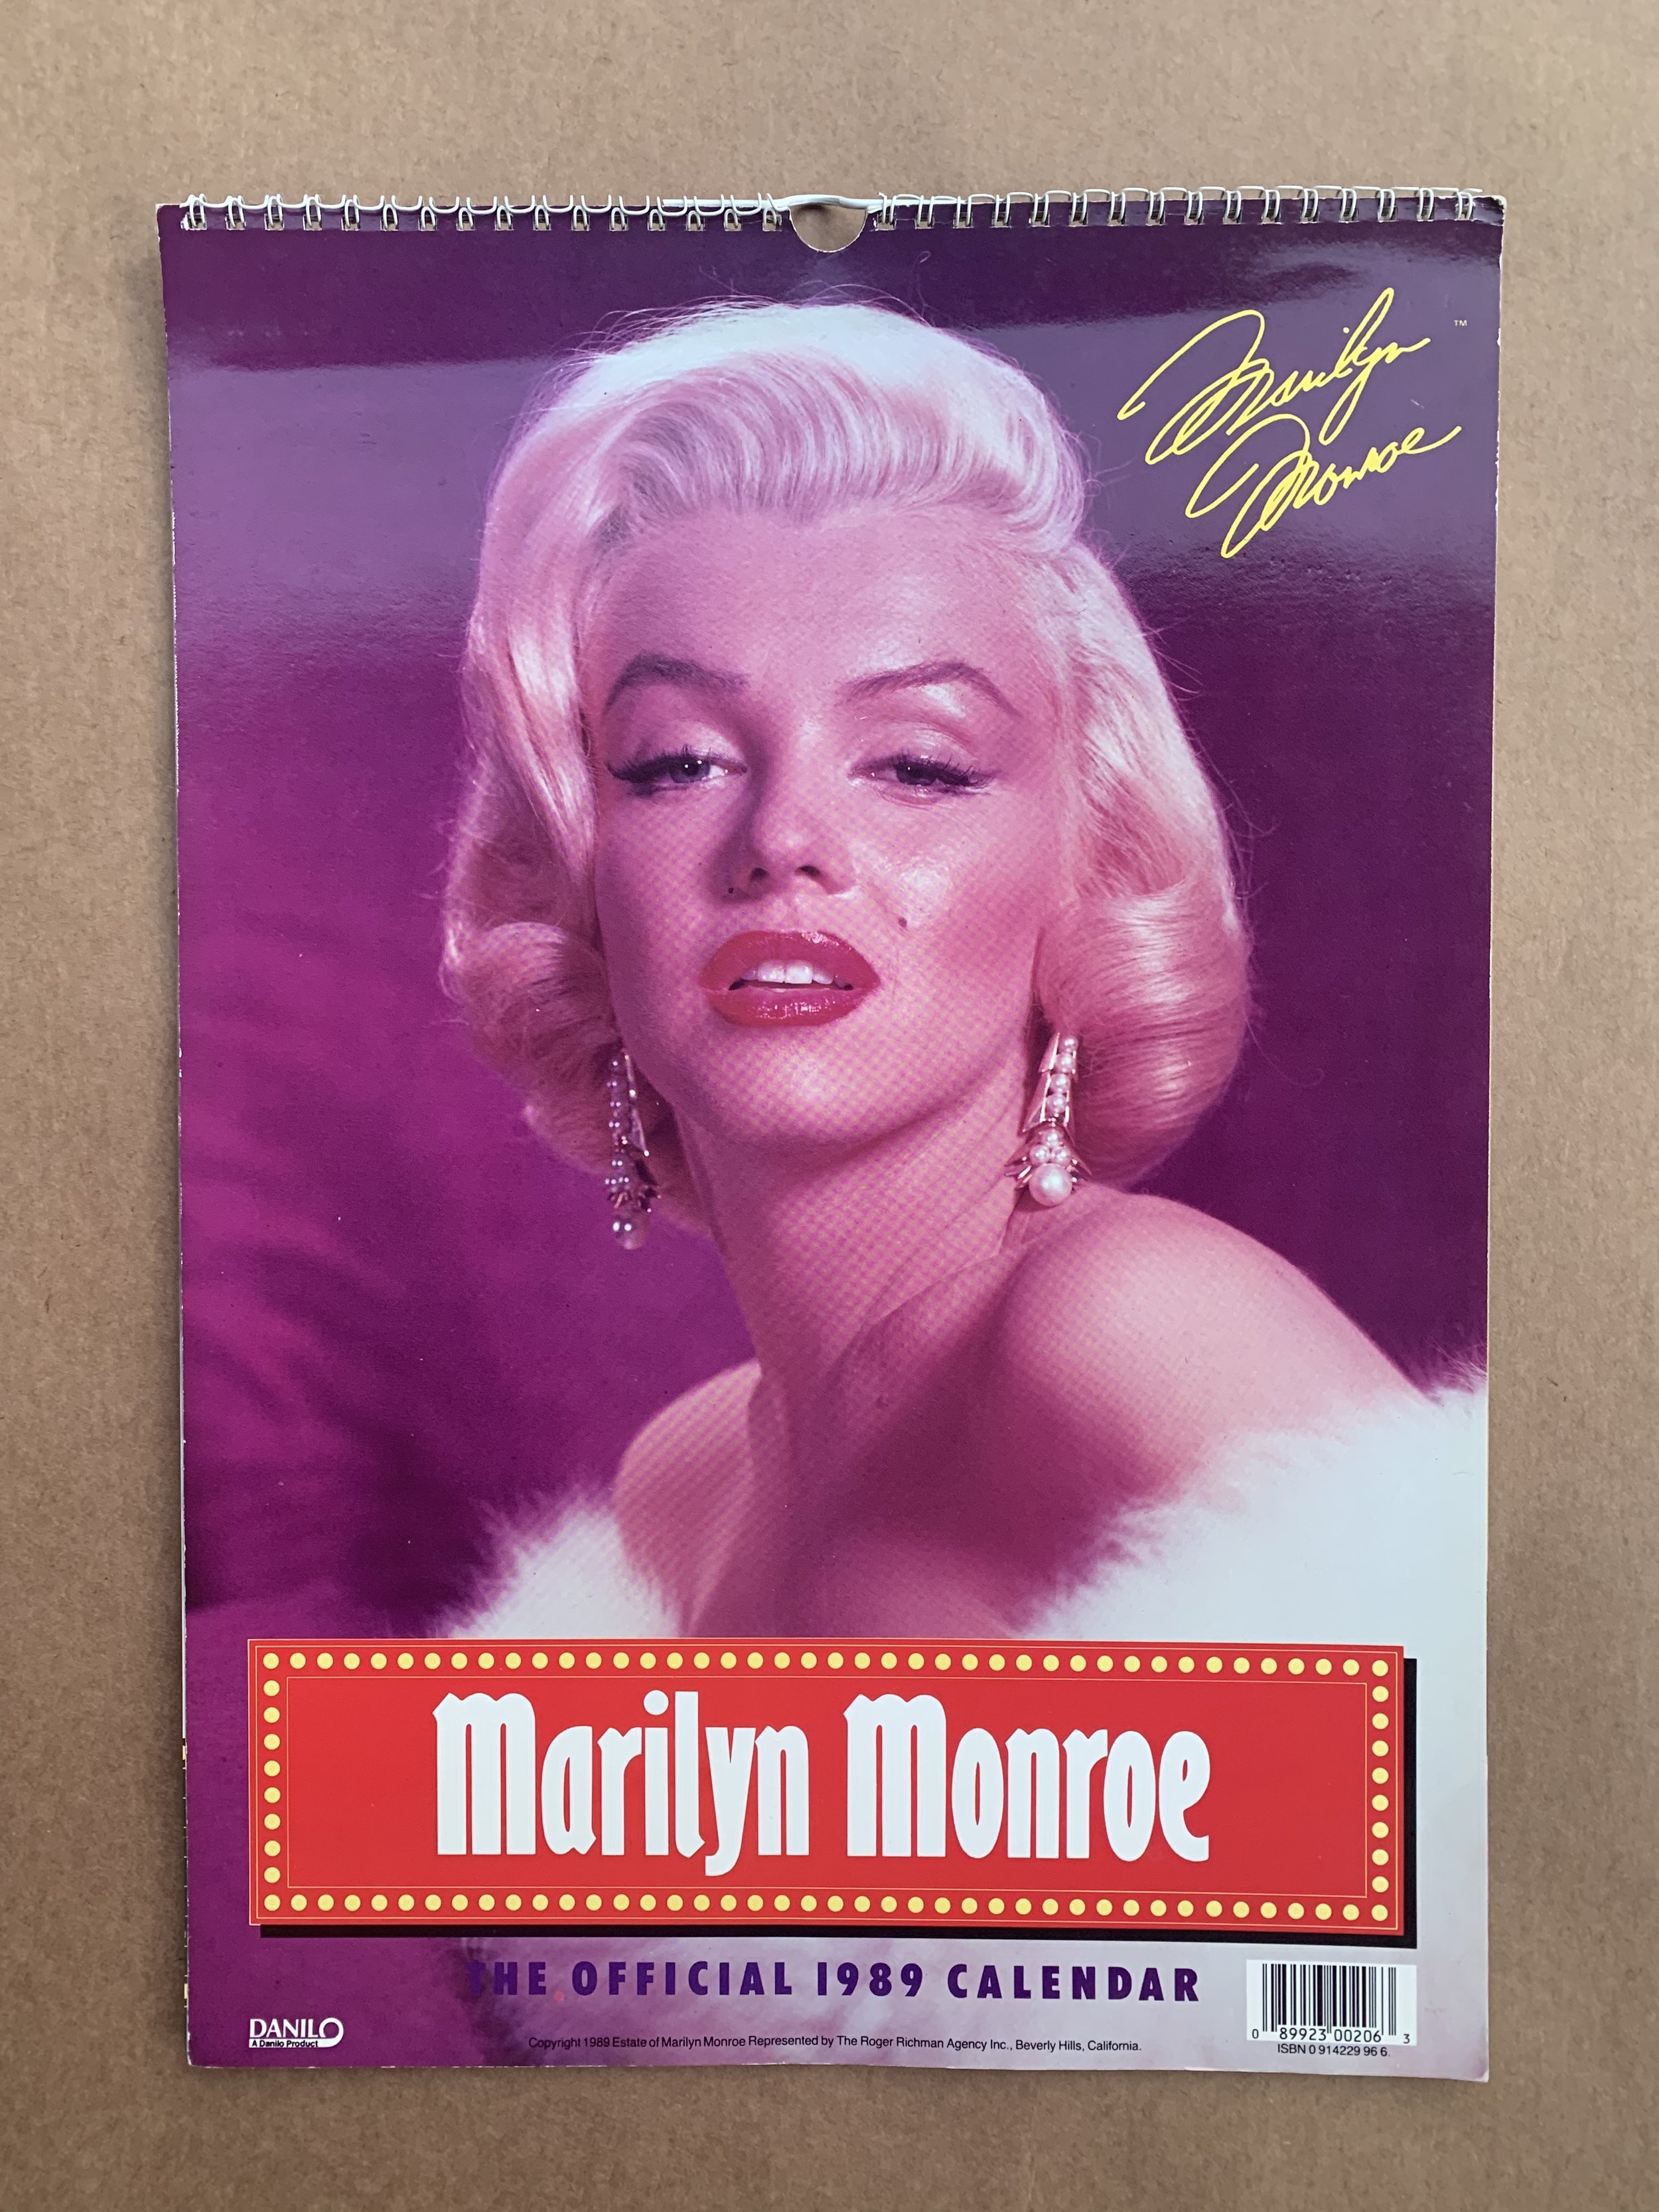 Marilyn
Monroe
TM
Marilyn Monroe
THE OFFICIAL 1989 CALENDAR
DANILO
A Danilo Product
Copyright 1989 Estate of Marilyn Monroe Represented by The Roger Richman Agency Inc., Beverly Hills, California.
0 89923 00206 3
ISBN 0 914229 96 6.